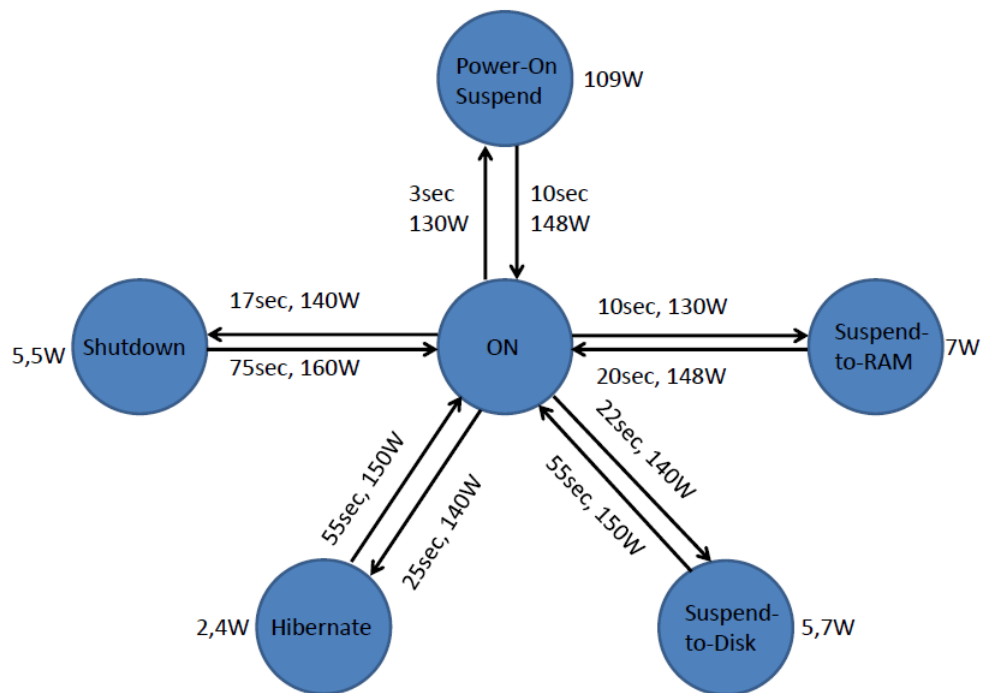 Power-On
Suspend
109W
3sec
130W
10sec
148W
17sec, 140W
10sec, 130W
5,5W
Shutdown
ON
Suspend-
to-RAM
7W
75sec, 160W
20sec, 148W
55sec, 150W
25sec, 140W
22sec, 140W
55sec, 150W
2,4W
Hibernate
Suspend-
to-Disk
5,7W